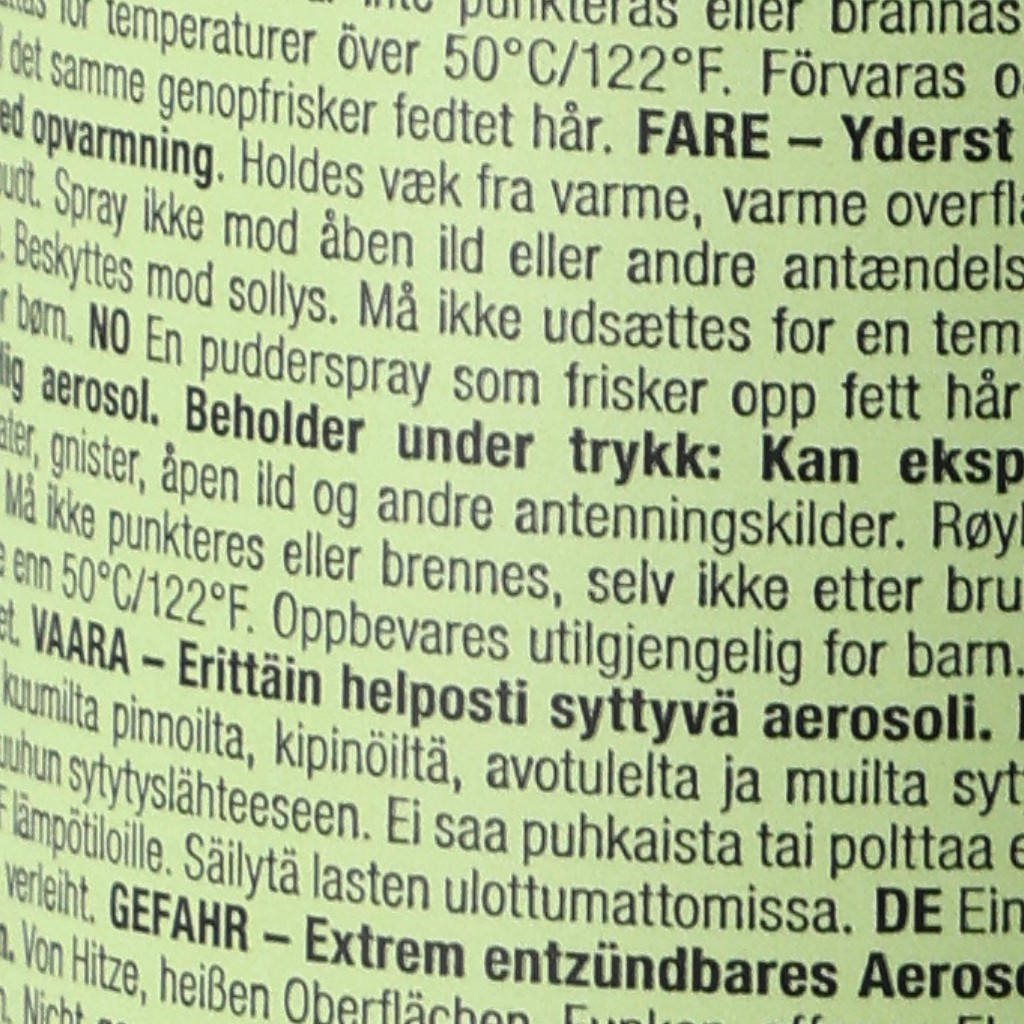 för temperaturer över 50°C/122°F. Förvaras
det samme genopfrisker fedtet hår. FARE – Yderst
opvarmning. Holdes væk fra varme, varme overfl
Spray ikke mod åben ild eller andre antændels
Beskyttes mod sollys. Må ikke udsættes for en tem
børn. NO En pudderspray som frisker opp fett hår
aerosol. Beholder under trykk: Kan eksp
gnister, åpen ild og andre antenningskilder. Røyk
Må ikke punkteres eller brennes, selv ikke etter bru
enn 50°C/122°F. Oppbevares utilgjengelig for barn.
VAARA – Erittäin helposti syttyvä aerosoli.
kuumilta pinnoilta, kipinöiltä, avotulelta ja muilta syt
sytytyslähteeseen. Ei saa puhkaista tai polttaa e
lämpötiloille. Säilytä lasten ulottumattomissa. DE Ein
verleiht. GEFAHR – Extrem entzündbares Aeroso
Von Hitze, heißen Oberflächen, Funken
Nicht